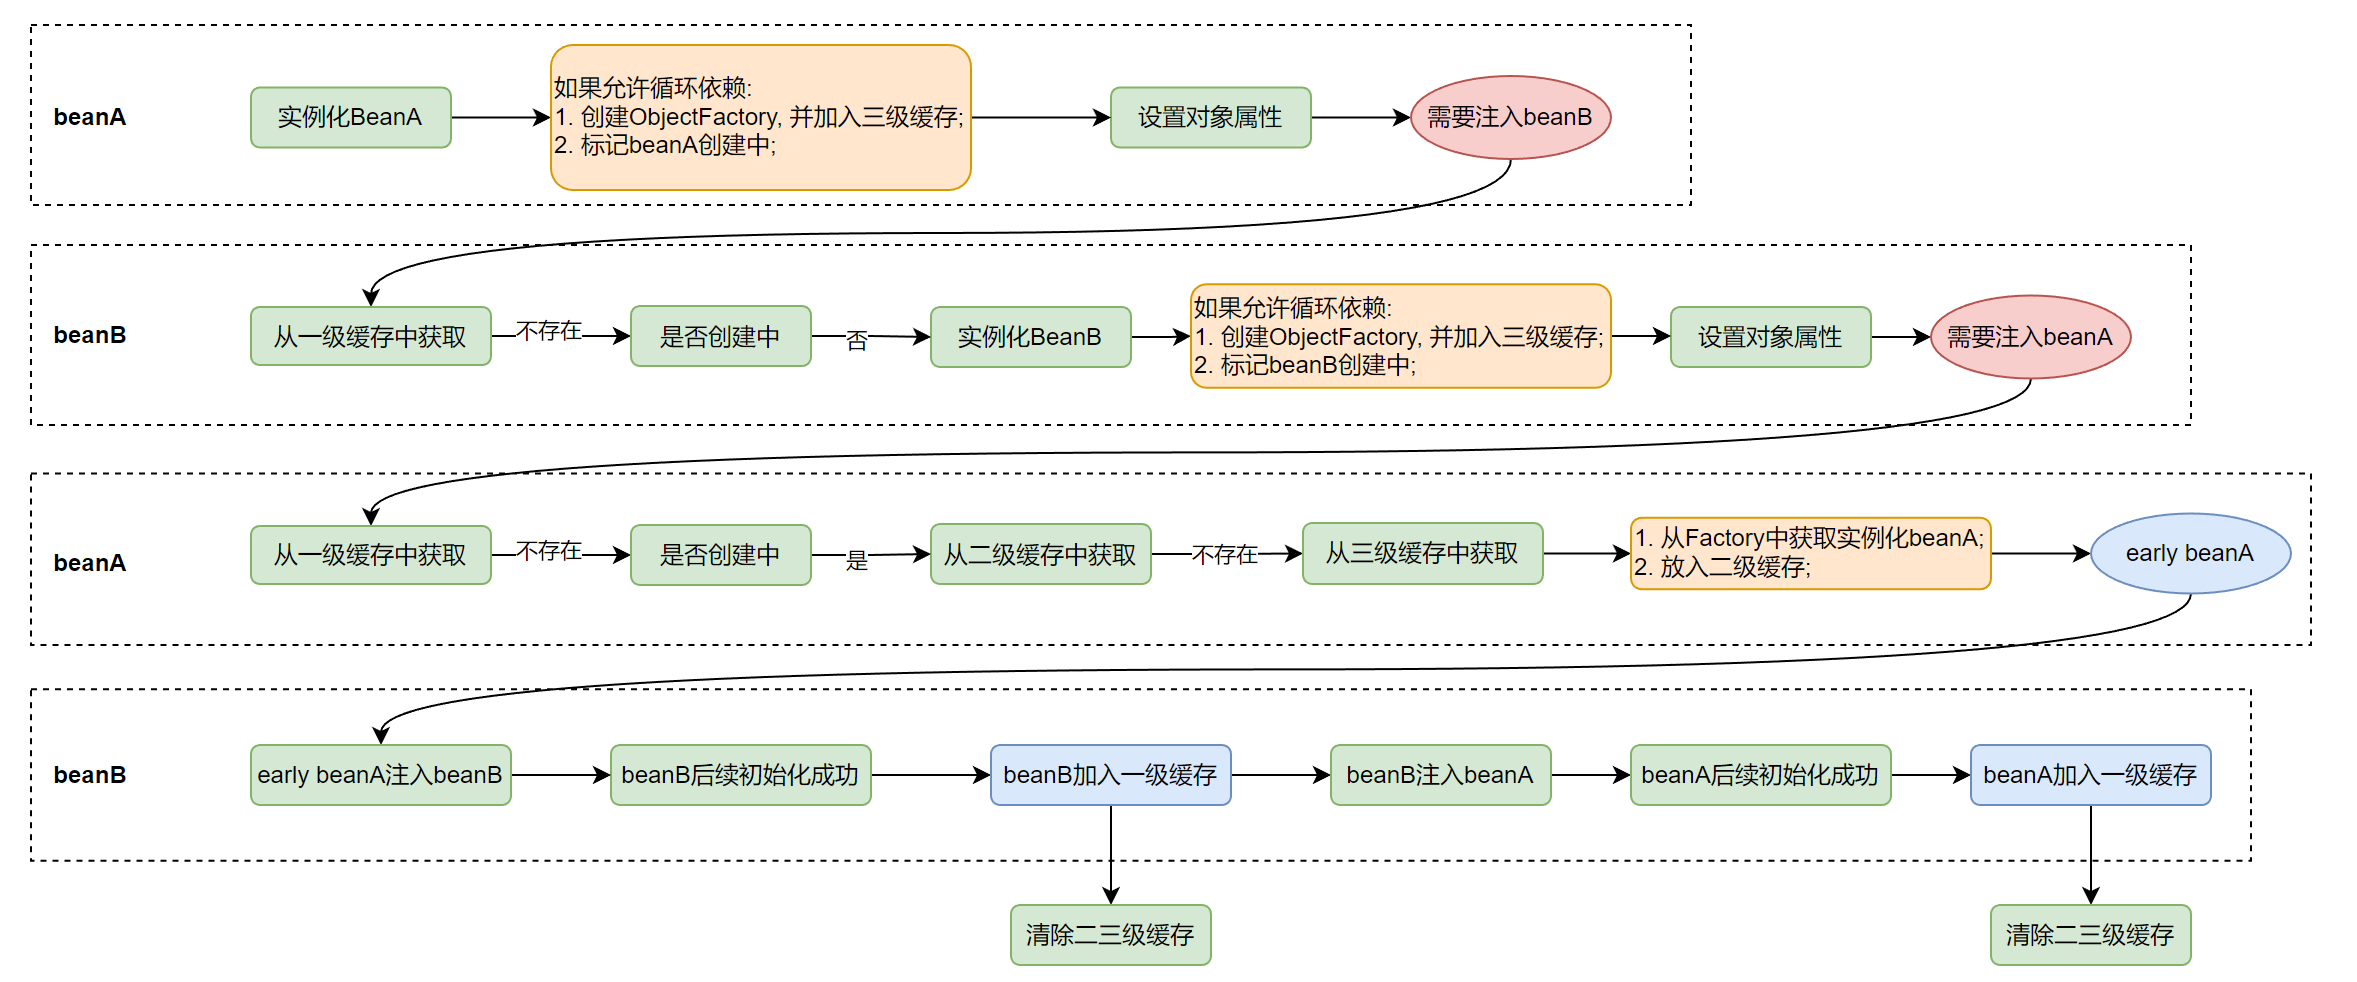 beanA
实例化BeanA
如果允许循环依赖:
1. 创建ObjectFactory, 并加入三级缓存;
2. 标记beanA创建中;
设置对象属性
需要注入beanB
beanB
从一级缓存中获取
不存在
是否创建中
否
实例化BeanB
如果允许循环依赖:
1. 创建ObjectFactory, 并加入三级缓存;
2. 标记beanB创建中;
设置对象属性
需要注入beanA
beanA
从一级缓存中获取
不存在
是否创建中
是
从二级缓存中获取
不存在
从三级缓存中获取
1. 从Factory中获取实例化beanA;
2. 放入二级缓存;
early beanA
beanB
early beanA注入beanB
beanB后续初始化成功
beanB加入一级缓存
beanB注入beanA
beanA后续初始化成功
beanA加入一级缓存
清除二三级缓存
清除二三级缓存